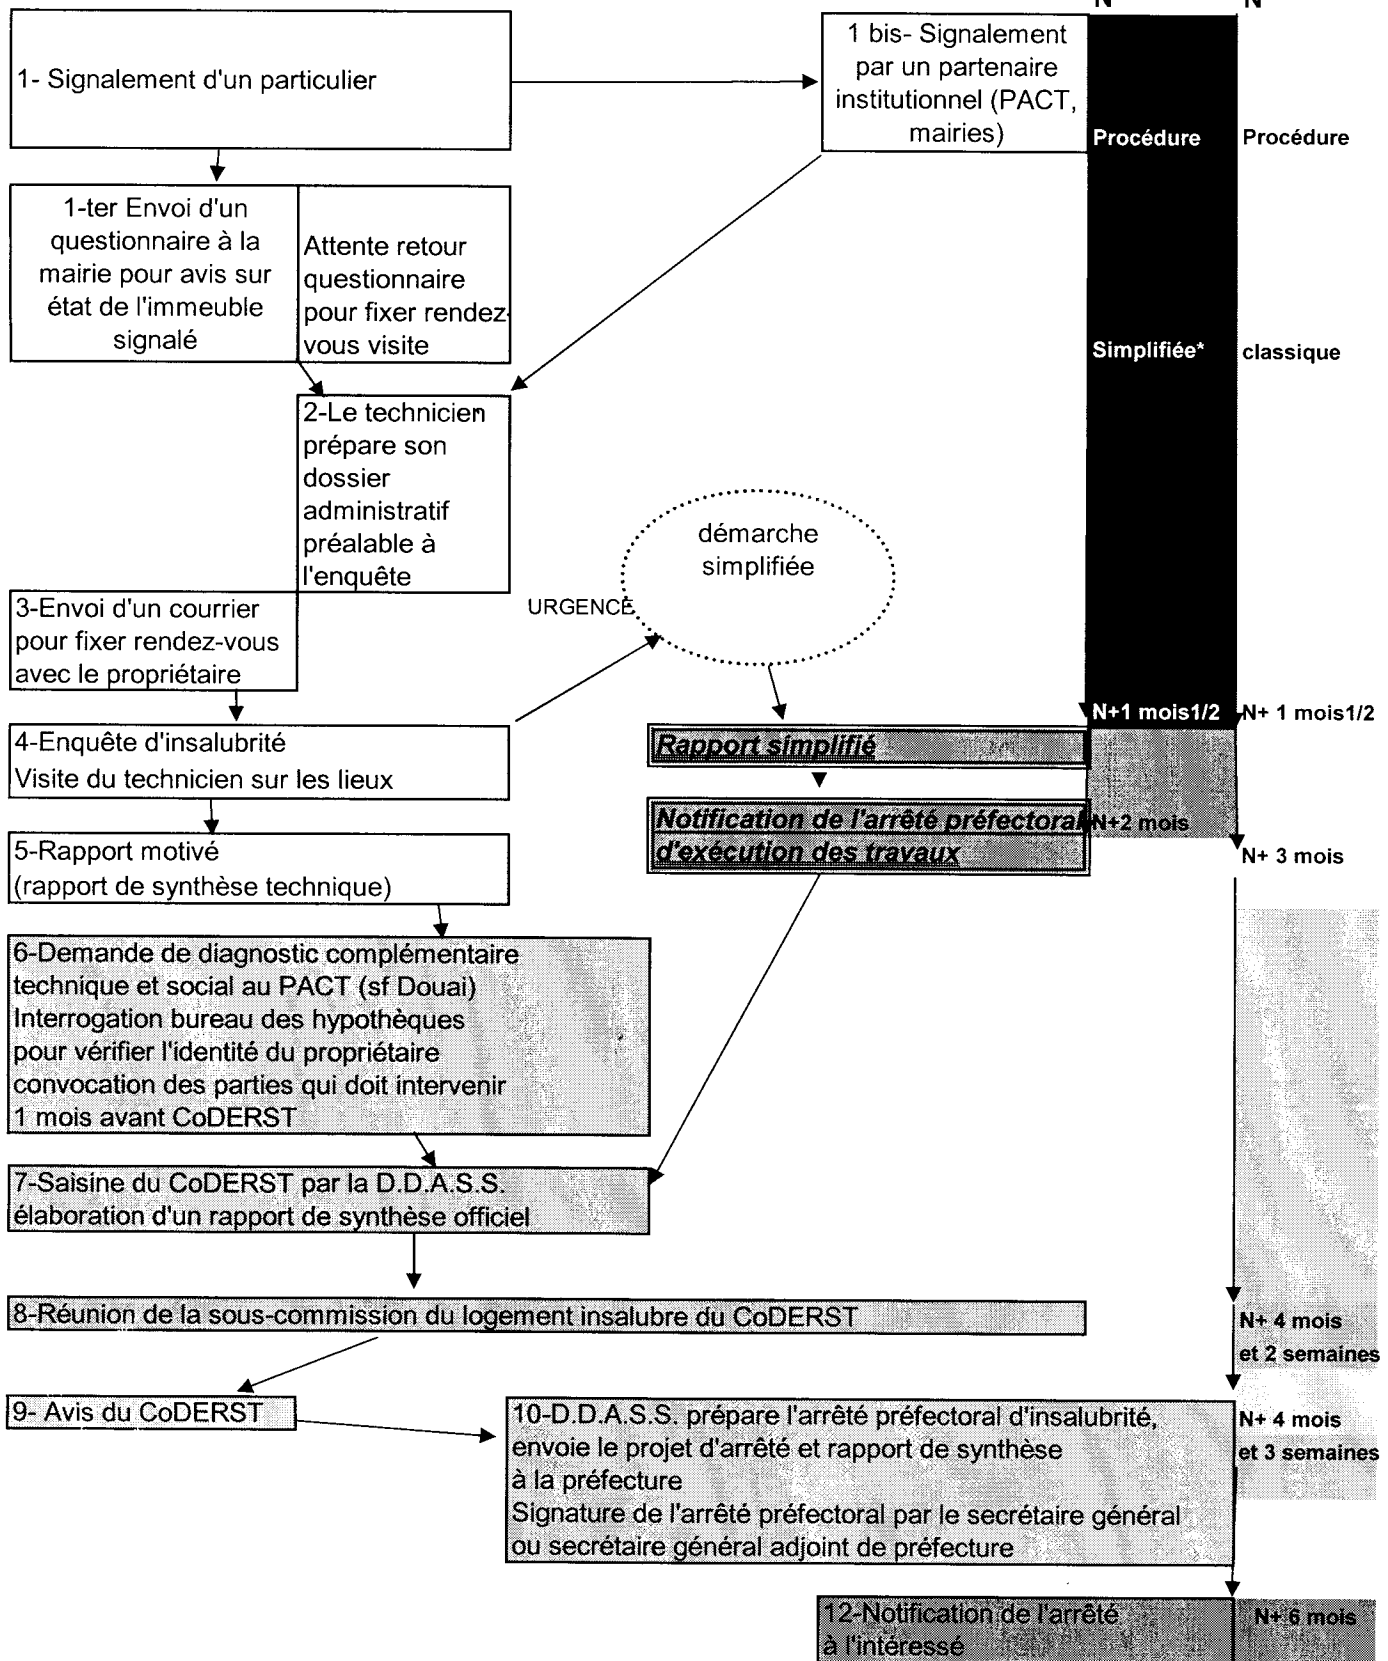 N
N
1- Signalement d'un particulier
1 bis- Signalement
par un partenaire
institutionnel (PACT,
mairies)
Procédure
Procédure
1-ter Envoi d'un
questionnaire à la
mairie pour avis sur
état de l'immeuble
signalé
Attente retour
questionnaire
pour fixer rendez-
vous visite
Simplifiée*
classique
2-Le technicien
prépare son
dossier
administratif
préalable à
l'enquête
démarche
simplifiée
URGENCE
3-Envoi d'un courrier
pour fixer rendez-vous
avec le propriétaire
N+1 mois1/2
N+ 1 mois1/2
4-Enquête d'insalubrité
Visite du technicien sur les lieux
Rapport simplifié
Notification de l'arrêté préfectoral
d'exécution des travaux
N+2 mois
N+ 3 mois
5-Rapport motivé
(rapport de synthèse technique)
6-Demande de diagnostic complémentaire
technique et social au PACT (sf Douai)
Interrogation bureau des hypothèques
pour vérifier l'identité du propriétaire
convocation des parties qui doit intervenir
1 mois avant CoDERST
7-Saisine du CoDERST par la D.D.A.S.S.
élaboration d'un rapport de synthèse officiel
8-Réunion de la sous-commission du logement insalubre du CoDERST
N+ 4 mois
et 2 semaines
9- Avis du CoDERST
10-D.D.A.S.S. prépare l'arrêté préfectoral d'insalubrité,
envoie le projet d'arrêté et rapport de synthèse
à la préfecture
Signature de l'arrêté préfectoral par le secrétaire général
ou secrétaire général adjoint de préfecture
N+ 4 mois
et 3 semaines
12-Notification de l'arrêté
à l'intéressé
N+ 6 mois